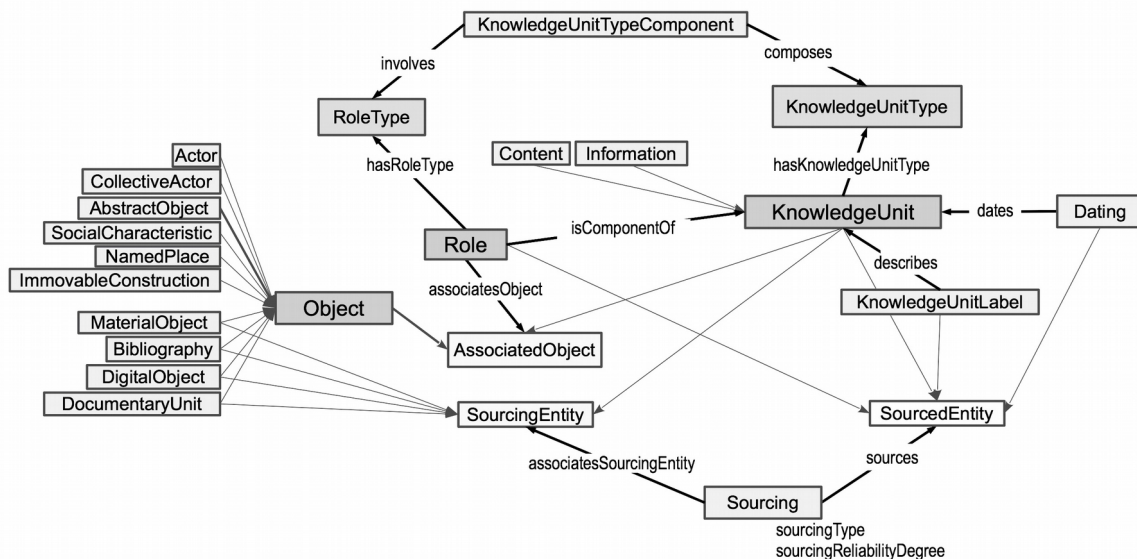 KnowledgeUnitTypeComponent
involves
composes
RoleType
KnowledgeUnitType
Actor
Content
Information
hasRoleType
hasKnowledgeUnitType
CollectiveActor
AbstractObject
KnowledgeUnit
dates
Dating
SocialCharacteristic
isComponentOf
Role
NamedPlace
describes
ImmovableConstruction
associatesObject
KnowledgeUnitLabel
Object
MaterialObject
Bibliography
AssociatedObject
DigitalObject
DocumentaryUnit
SourcingEntity
SourcedEntity
associatesSourcingEntity
sources
Sourcing
sourcingType
sourcingReliabilityDegree